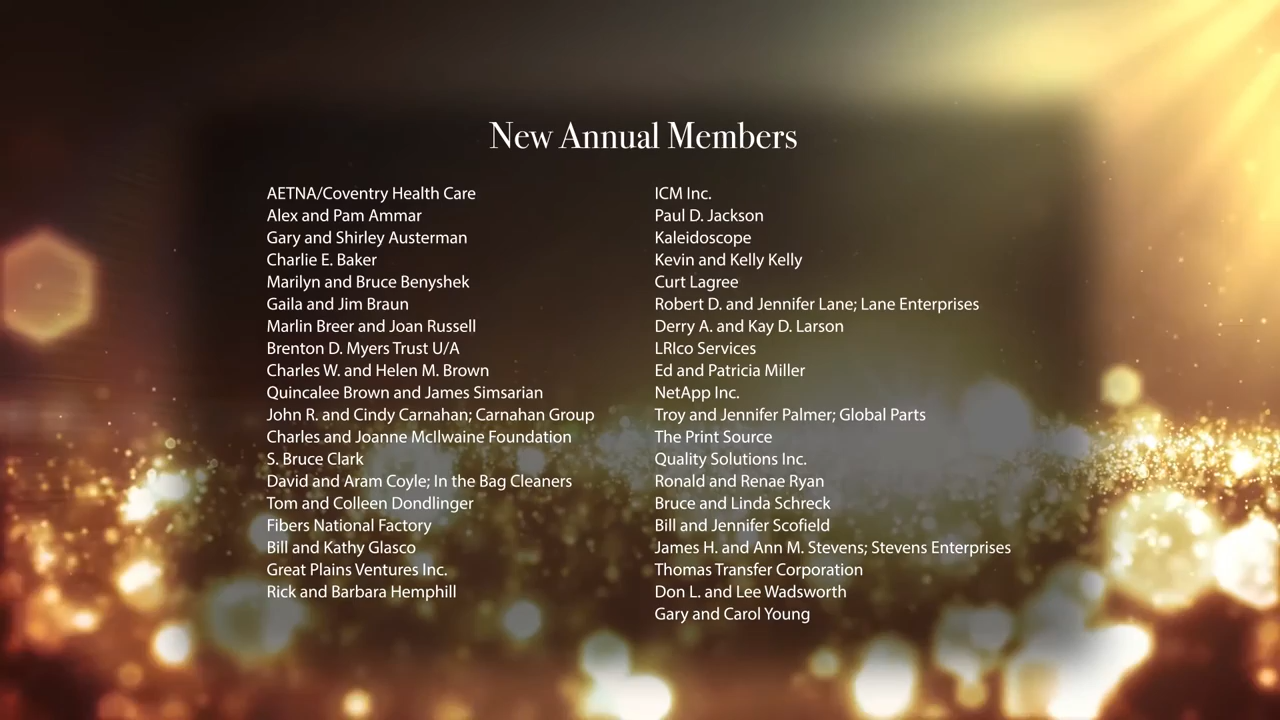 New Annual Members
AETNA/Coventry Health Care
Alex and Pam Ammar
Gary and Shirley Austerman
Charlie E. Baker
Marilyn and Bruce Benyshek
Gaila and Jim Braun
Marlin Breer and Joan Russell
Brenton D. Myers Trust U/A
Charles W. and Helen M. Brown
Quincalee Brown and James Simsarian
John R. and Cindy Carnahan; Carnahan Group
Charles and Joanne McIlwaine Foundation
S. Bruce Clark
David and Aram Coyle; In the Bag Cleaners
Tom and Colleen Dondlinger
Fibers National Factory
Bill and Kathy Glasco
Great Plains Ventures Inc.
Rick and Barbara Hemphill
ICM Inc.
Paul D. Jackson
Kaleidoscope
Kevin and Kelly Kelly
Curt Lagree
Robert D. and Jennifer Lane; Lane Enterprises
Derry A. and Kay D. Larson
LRIco Services
Ed and Patricia Miller
NetApp Inc.
Troy and Jennifer Palmer; Global Parts
The Print Source
Quality Solutions Inc.
Ronald and Renae Ryan
Bruce and Linda Schreck
Bill and Jennifer Scofield
James H. and Ann M. Stevens; Stevens Enterprises
Thomas Transfer Corporation
Don L. and Lee Wadsworth
Gary and Carol Young